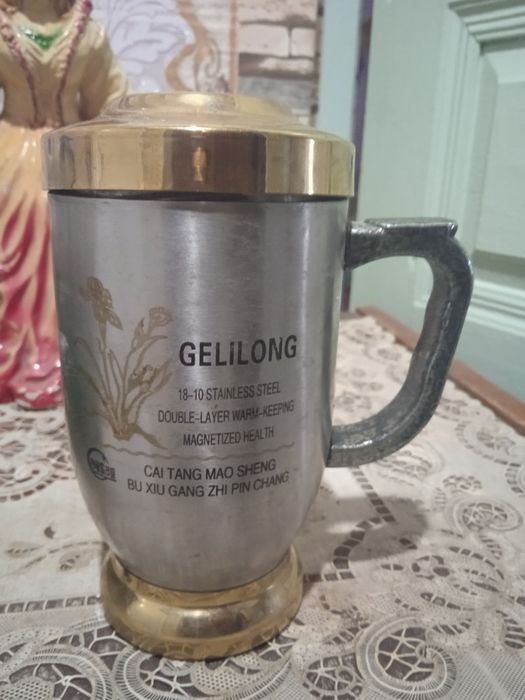 GELiLONG
18-10 STAINLESS STEEL
DOUBLE-LAYER WARM-KEEPING
MAGNETIZED HEALTH
CAI TANG MAO SHENG
BU XIU GANG ZHI PIN CHANG